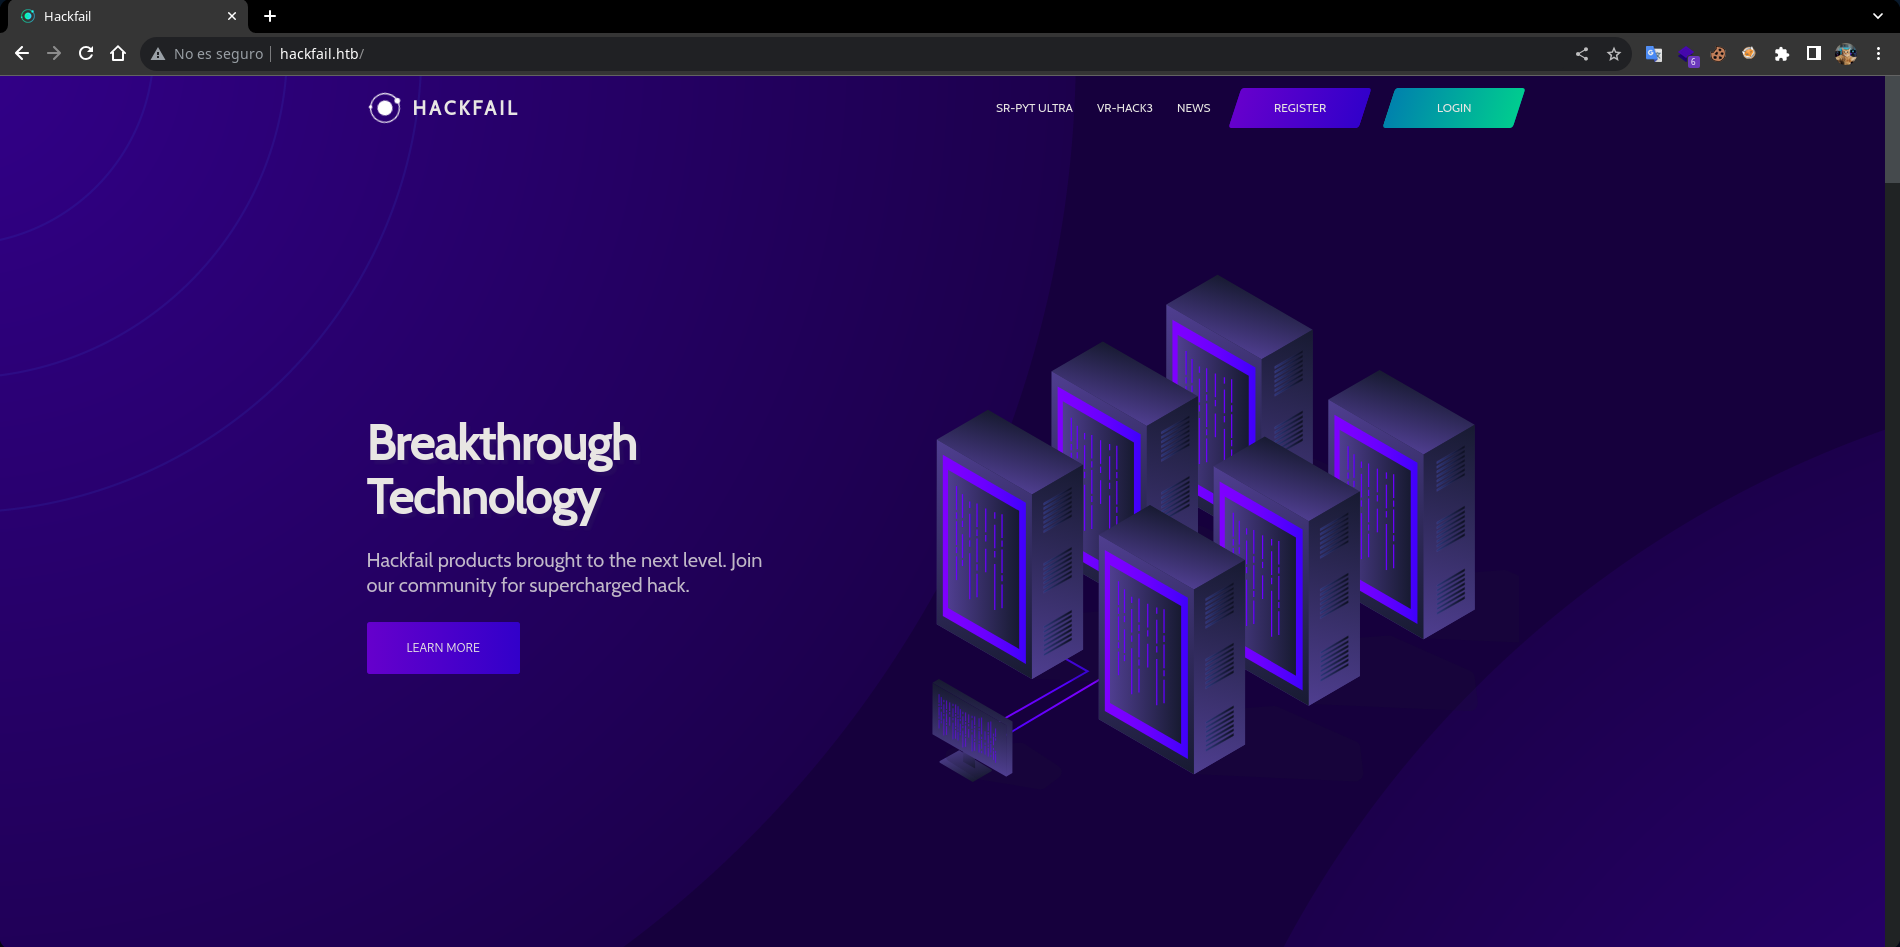 Hackfail
No es seguro | hackfail.htb/
6
HACKFAIL
SR-PYT ULTRA VR-HACK3 NEWS REGISTER LOGIN
Breakthrough
Technology
Hackfail products brought to the next level. Join
our community for supercharged hack.
LEARN MORE